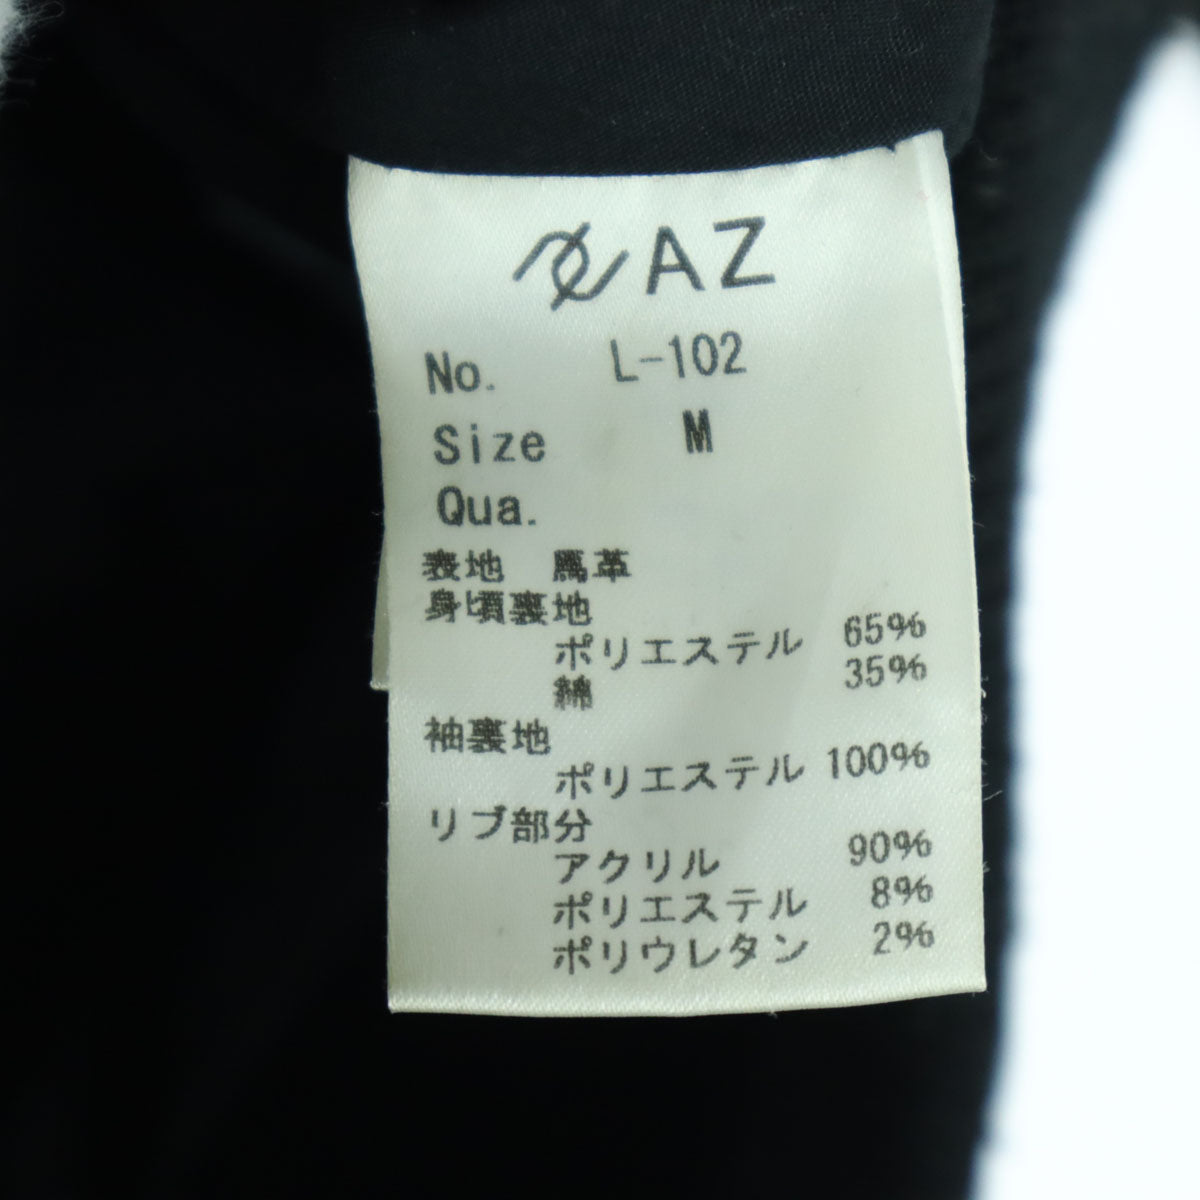 AZ
No. L-102
Size M
Qua.
表地 馬革
身頃裏地
ポリエステル 65%
綿 35%
袖裏地
ポリエステル 100%
リブ部分
アクリル 90%
ポリエステル 8%
ポリウレタン 2%